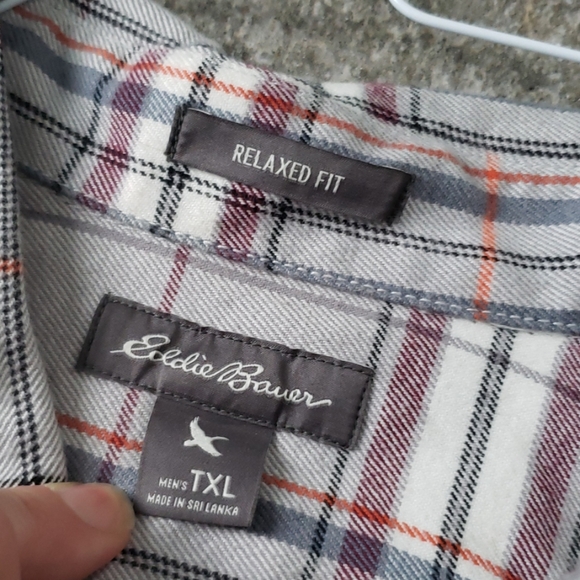 RELAXED FIT
Eddie Bauer
MEN'S TXL
MADE IN SRI LANKA